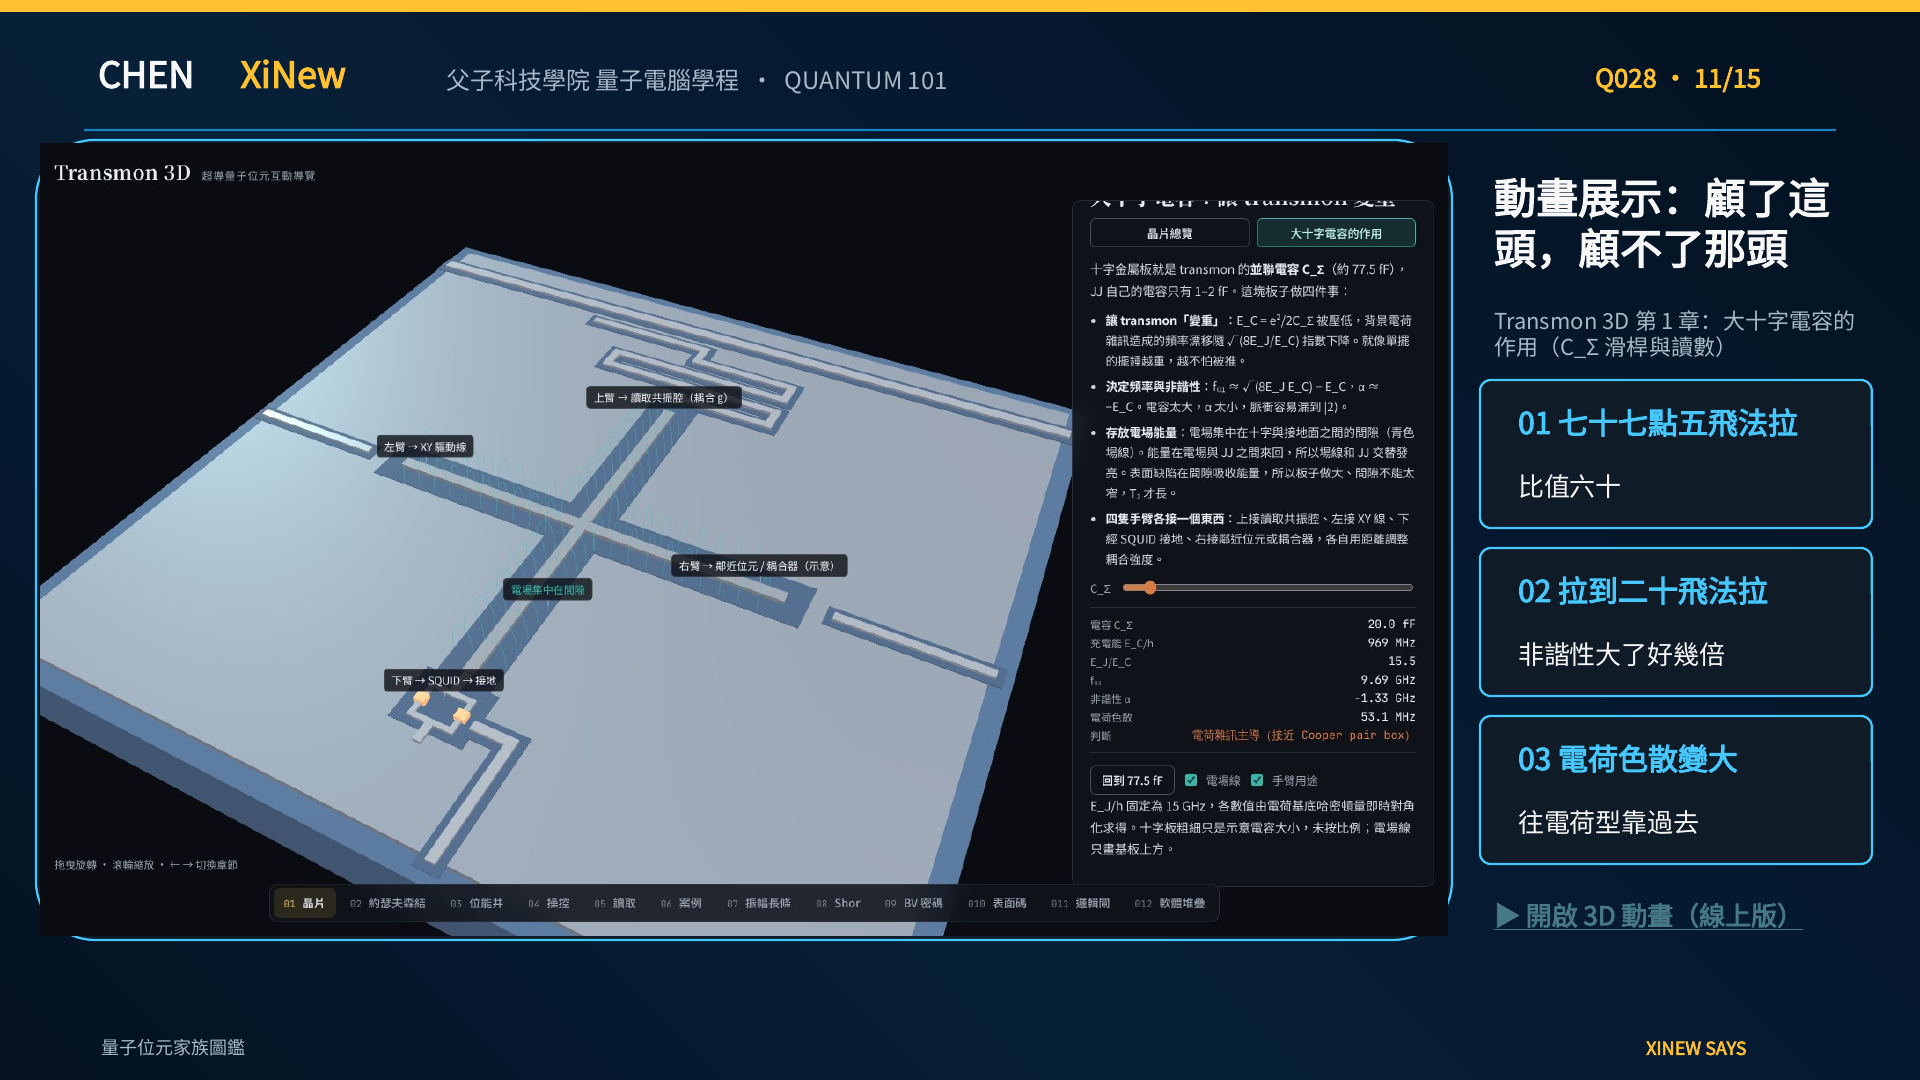 CHEN XiNew 父子科技學院 量子電腦學程 • QUANTUM 101
Q028 • 11/15
Transmon 3D 超導量子位元互動導覽
上臂 → 讀取共振腔（耦合 g）
左臂 → XY 驅動線
右臂 → 鄰近位元 / 耦合器（示意）
電場集中在間隙
下臂 → SQUID → 接地
拖曳旋轉・滾輪縮放・← → 切換章節
大十字電容：讓 transmon 變重
晶片總覽
大十字電容的作用
十字金屬板就是 transmon 的並聯電容 C_Σ（約 77.5 fF），
JJ 自己的電容只有 1–2 fF。這塊板子做四件事：
• 讓 transmon「變重」：E_C = e²/2C_Σ 被壓低，背景電荷
雜訊造成的頻率漂移隨 √(8E_J/E_C) 指數下降。就像單擺
的擺錘越重，越不怕被推。
• 決定頻率與非諧性：f₀₁ ≈ √(8E_J E_C) − E_C，α ≈
−E_C。電容太大，α 太小，脈衝容易漏到 |2⟩。
• 存放電場能量：電場集中在十字與接地面之間的間隙（青色
場線）。能量在電場與 JJ 之間來回，所以場線和 JJ 交替發
亮。表面缺陷在間隙吸收能量，所以板子做大、間隙不能太
窄，T₁ 才長。
• 四隻手臂各接一個東西：上接讀取共振腔、左接 XY 線、下
經 SQUID 接地、右接鄰近位元或耦合器，各自用距離調整
耦合強度。
C_Σ
電容 C_Σ 20.0 fF
充電能 E_C/h 969 MHz
E_J/E_C 15.5
f₀₁ 9.69 GHz
非諧性 α -1.33 GHz
電荷色散 53.1 MHz
判斷 電荷雜訊主導（接近 Cooper pair box）
回到 77.5 fF 電場線 手臂用途
E_J/h 固定為 15 GHz，各數值由電荷基底哈密頓量即時對角
化求得。十字板粗細只是示意電容大小，未按比例；電場線
只畫基板上方。
01 晶片 02 約瑟夫森結 03 位能井 04 操控 05 讀取 06 案例 07 振幅長條 08 Shor 09 BV 密碼 010 表面碼 011 邏輯閘 012 軟體堆疊
動畫展示：顧了這
頭，顧不了那頭
Transmon 3D 第 1 章：大十字電容的
作用（C_Σ 滑桿與讀數）
01 七十七點五飛法拉
比值六十
02 拉到二十飛法拉
非諧性大了好幾倍
03 電荷色散變大
往電荷型靠過去
▶ 開啟 3D 動畫（線上版）
量子位元家族圖鑑
XINEW SAYS